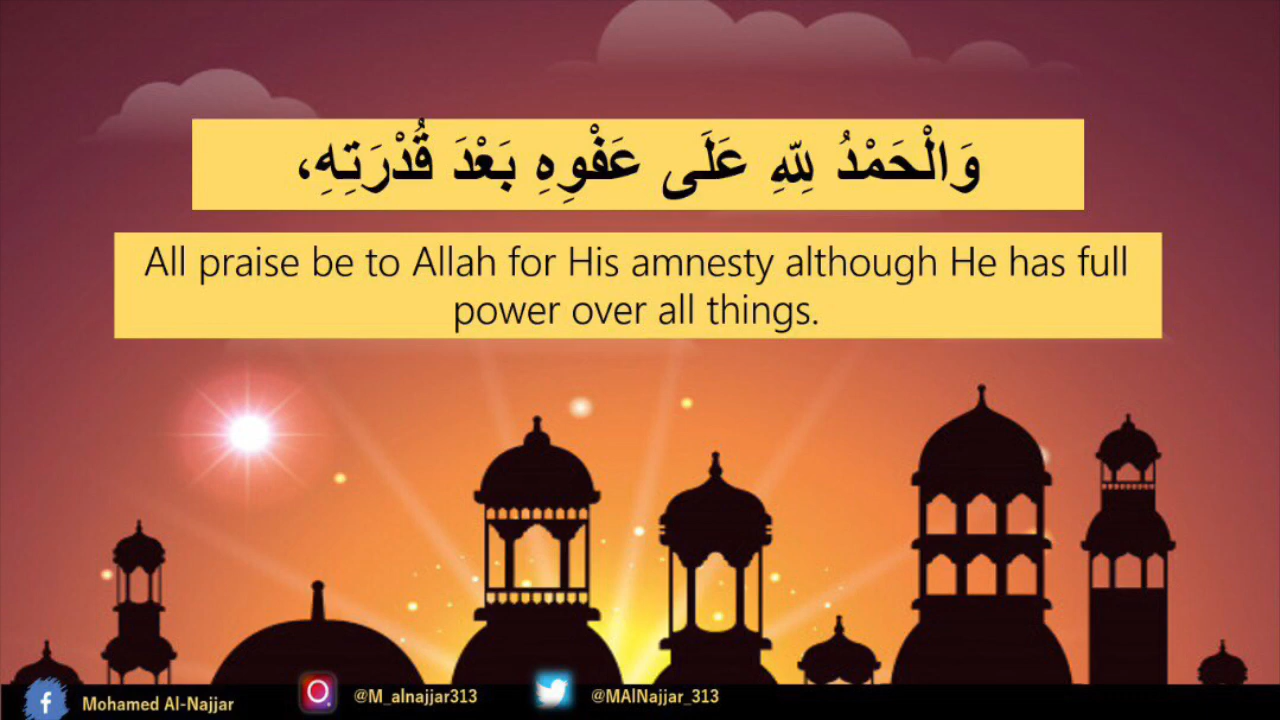 وَالْحَمْدُ لِلّهِ عَلَى عَفْوِهِ بَعْدَ قُدْرَتِهِ،
All praise be to Allah for His amnesty although He has full
power over all things.
Mohamed Al-Najjar @M_alnajjar313 @MAlNajjar_313